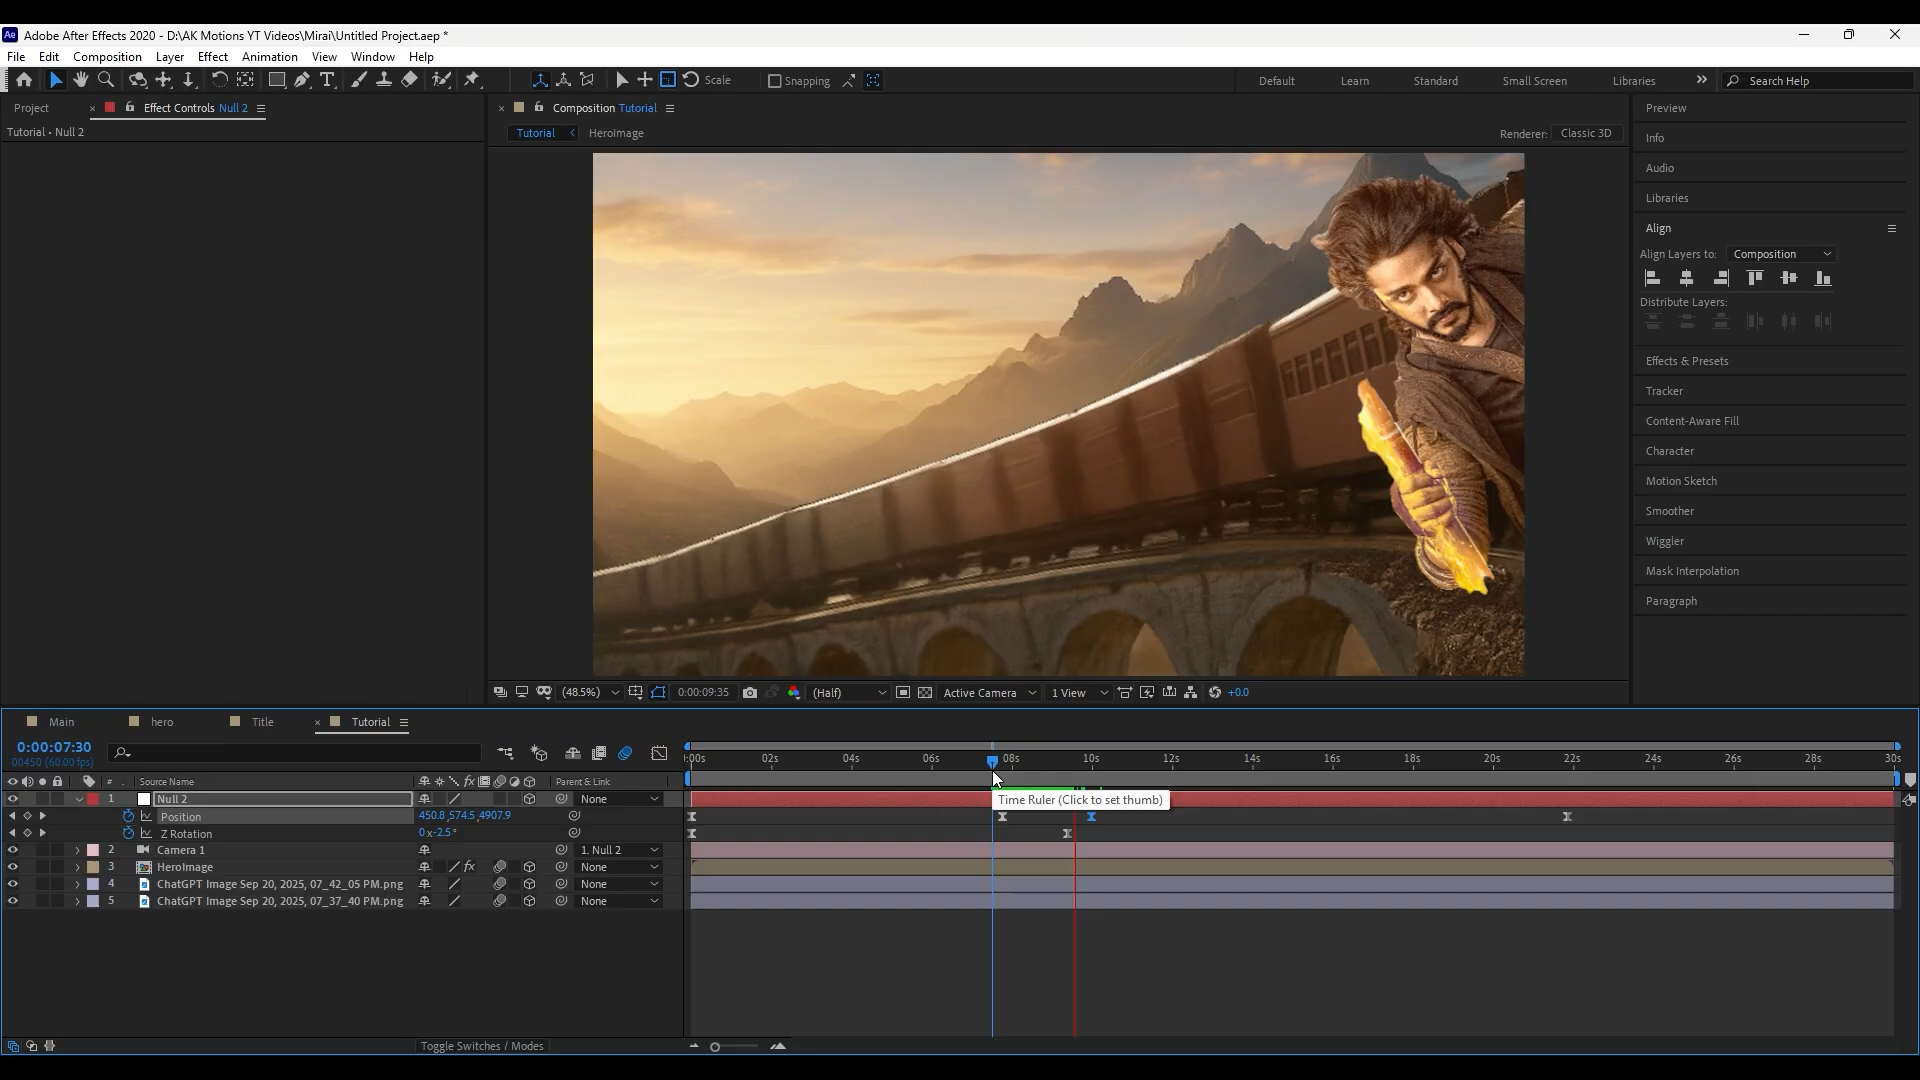 Ae Adobe After Effects 2020 - D:\AK Motions YT Videos\Mirai\Untitled Project.aep *
File Edit Composition Layer Effect Animation View Window Help
Scale Snapping Default Learn Standard Small Screen Libraries Search Help
Project Effect Controls Null 2
Composition Tutorial
Preview
Tutorial • Null 2
Tutorial HeroImage Renderer: Classic 3D
Info
Audio
Libraries
Align
Align Layers to: Composition
Distribute Layers:
Effects & Presets
Tracker
Content-Aware Fill
Character
Motion Sketch
Smoother
Wiggler
Mask Interpolation
Paragraph
(48.5%) 0:00:09:35 (Half) Active Camera 1 View +0.0
Main hero Title Tutorial
0:00:07:30
00450 (60.00 fps)
:00s 02s 04s 06s 08s 10s 12s 14s 16s 18s 20s 22s 24s 26s 28s 30s
# . Source Name fx Parent & Link
1 Null 2 None
Time Ruler (Click to set thumb)
Position 450.8,574.5,4907.9
Z Rotation 0x-2.5°
2 Camera 1 1. Null 2
3 HeroImage fx None
4 ChatGPT Image Sep 20, 2025, 07_42_05 PM.png None
5 ChatGPT Image Sep 20, 2025, 07_37_40 PM.png None
Toggle Switches / Modes